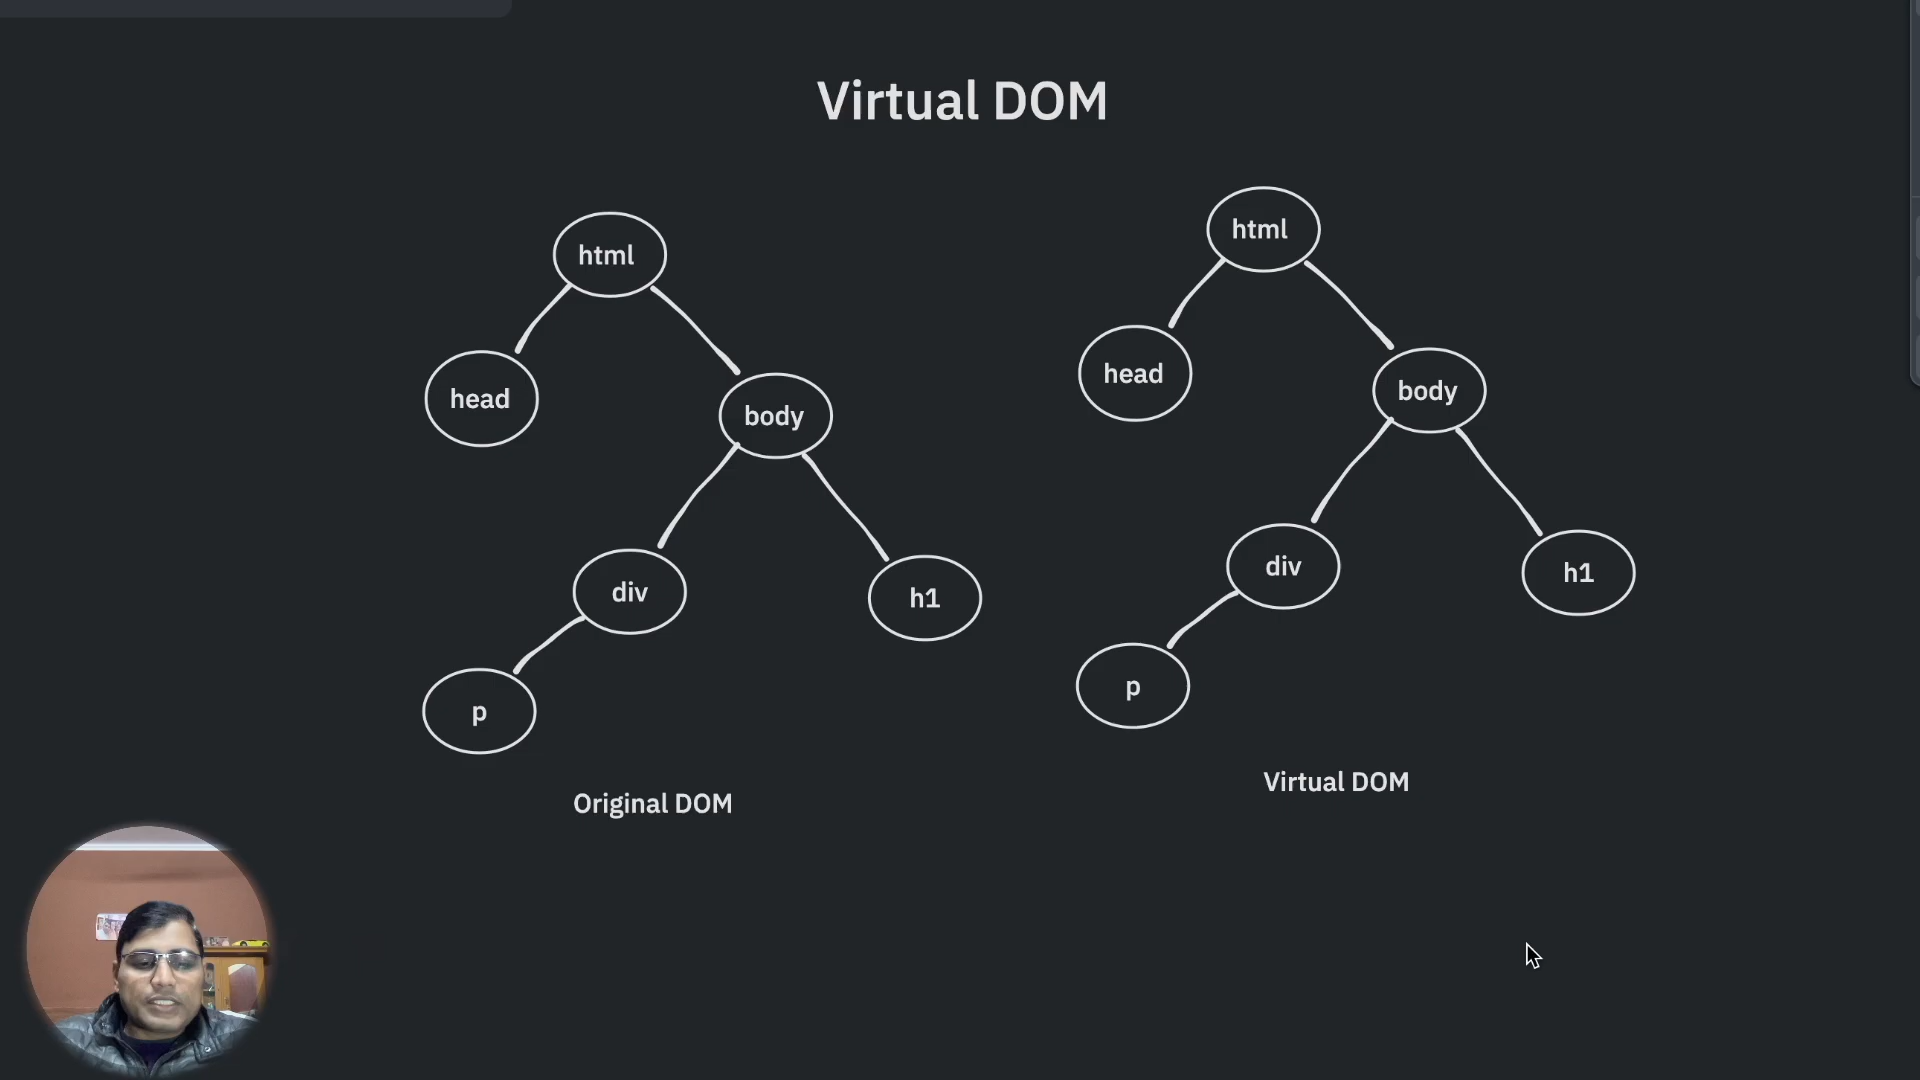 Virtual DOM
html
head
body
div
h1
p
Original DOM
html
head
body
div
h1
p
Virtual DOM